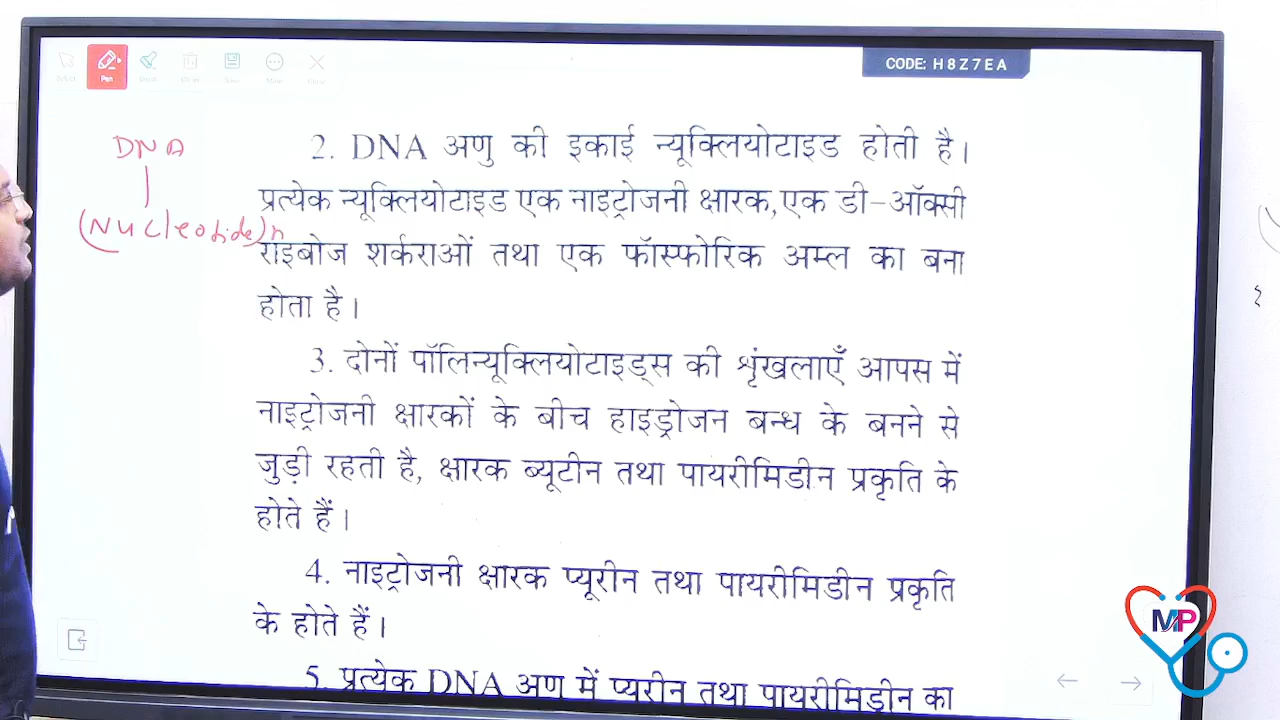 CODE: H8Z7EA
DNA
(Nucleotide)n
2. DNA अणु की इकाई न्यूक्लियोटाइड होती है।
प्रत्येक न्यूक्लियोटाइड एक नाइट्रोजनी क्षारक, एक डी-ऑक्सी
राइबोज शर्कराओं तथा एक फॉस्फोरिक अम्ल का बना
होता है।
3. दोनों पॉलिन्यूक्लियोटाइड्स की शृंखलाएँ आपस में
नाइट्रोजनी क्षारकों के बीच हाइड्रोजन बन्ध के बनने से
जुड़ी रहती है, क्षारक ब्यूटीन तथा पायरीमिडीन प्रकृति के
होते हैं।
4. नाइट्रोजनी क्षारक प्यूरीन तथा पायरीमिडीन प्रकृति
के होते हैं।
5. प्रत्येक DNA अण में प्यरीन तथा पायरीमिडीन का
MP